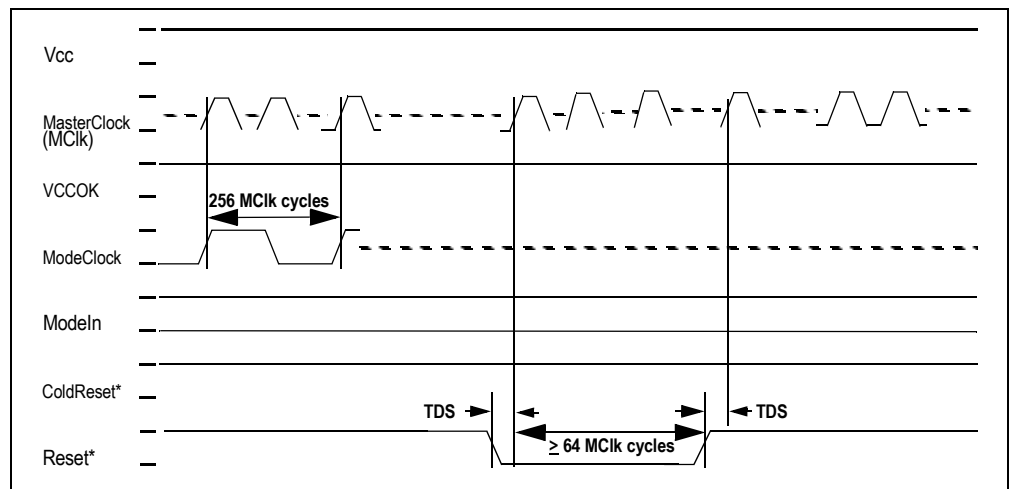 Vcc
MasterClock
(MClk)
VCCOK
256 MClk cycles
ModeClock
ModeIn
ColdReset*
TDS
TDS
≥ 64 MClk cycles
Reset*